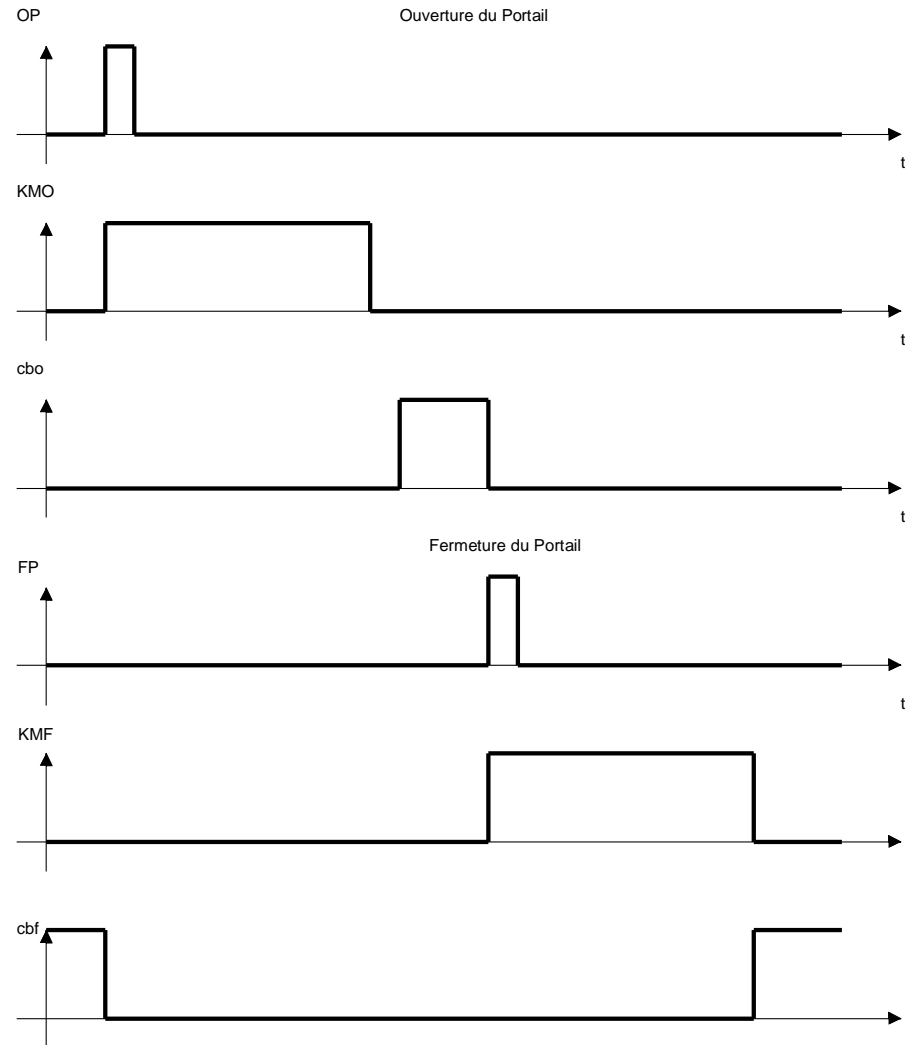 OP
Ouverture du Portail
t
KMO
t
cbo
t
Fermeture du Portail
FP
t
KMF
cbf